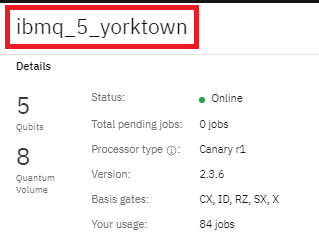 ibmq_5_yorktown
Details
5
Qubits
8
Quantum
Volume
Status: Online
Total pending jobs: 0 jobs
Processor type ⓘ: Canary r1
Version: 2.3.6
Basis gates: CX, ID, RZ, SX, X
Your usage: 84 jobs